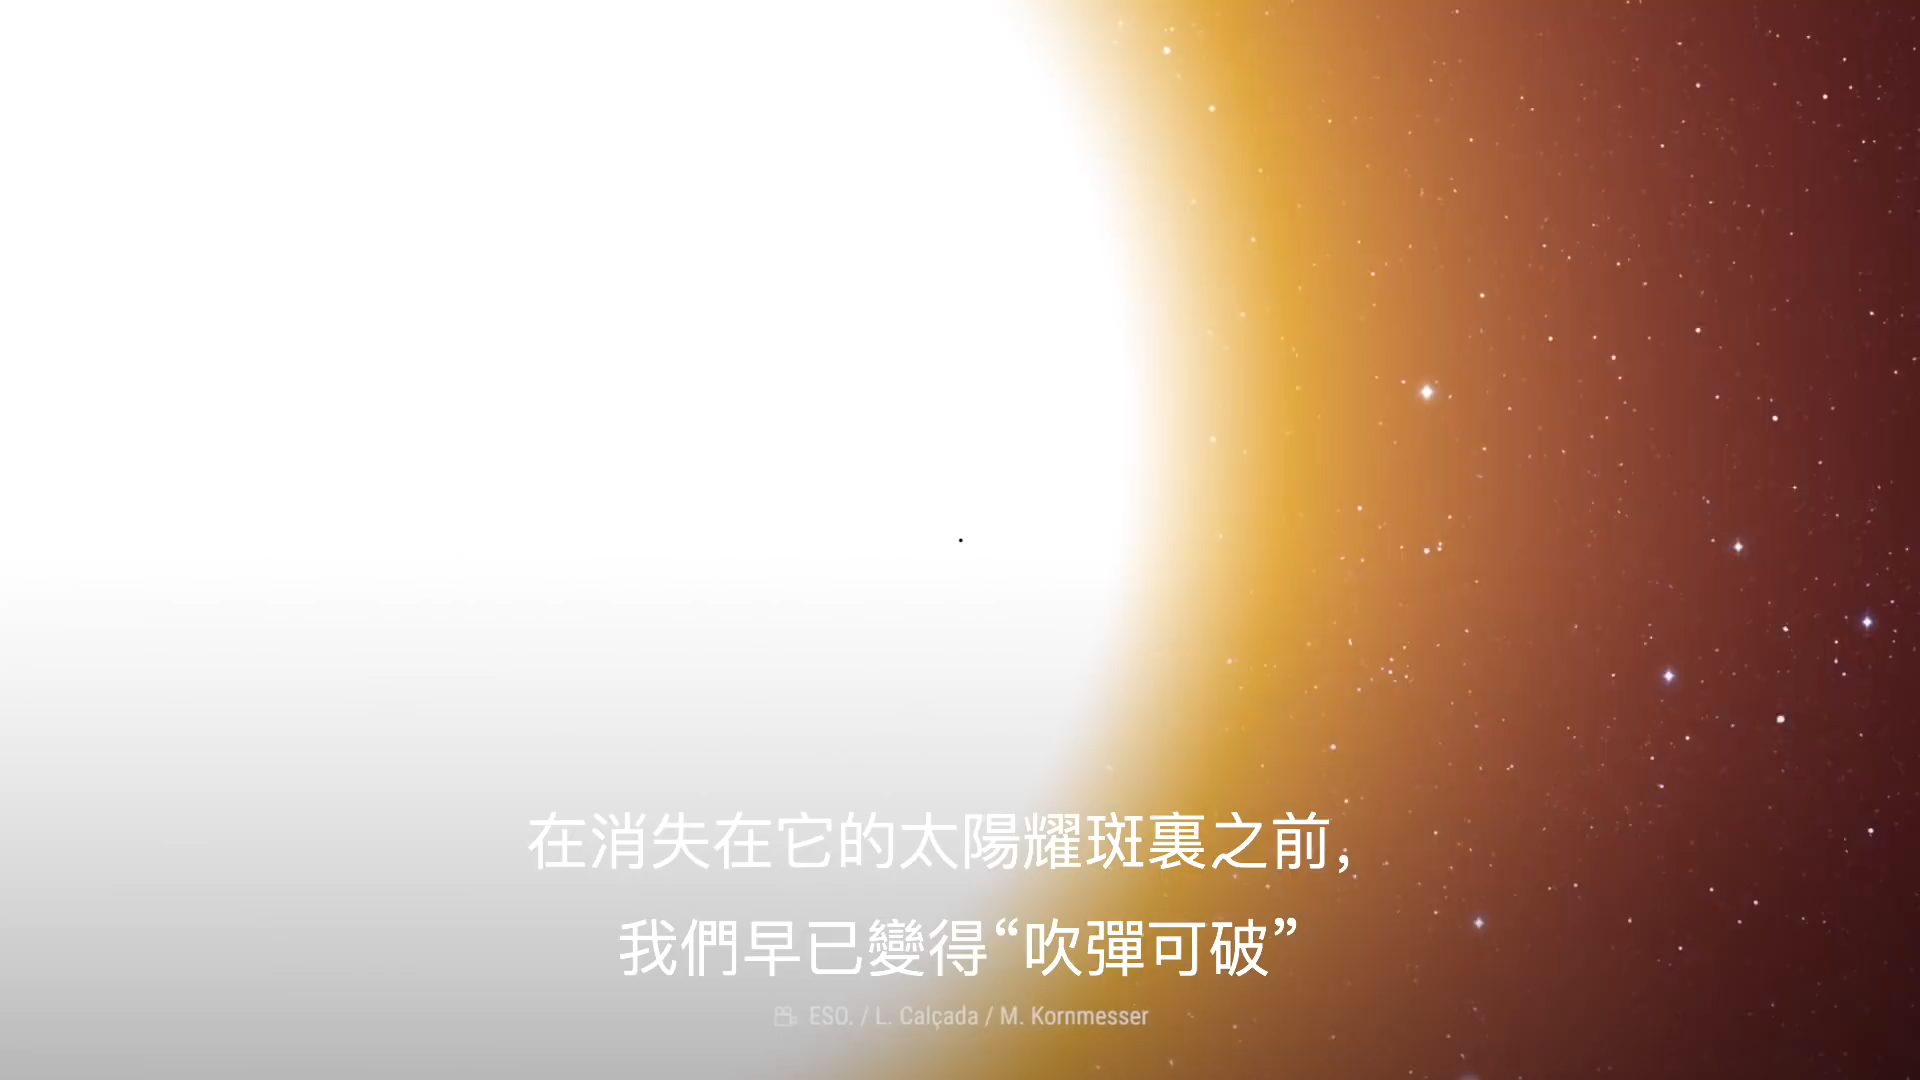 在消失在它的太陽耀斑裏之前，
我們早已變得“吹彈可破”
ESO. / L. Calçada / M. Kornmesser